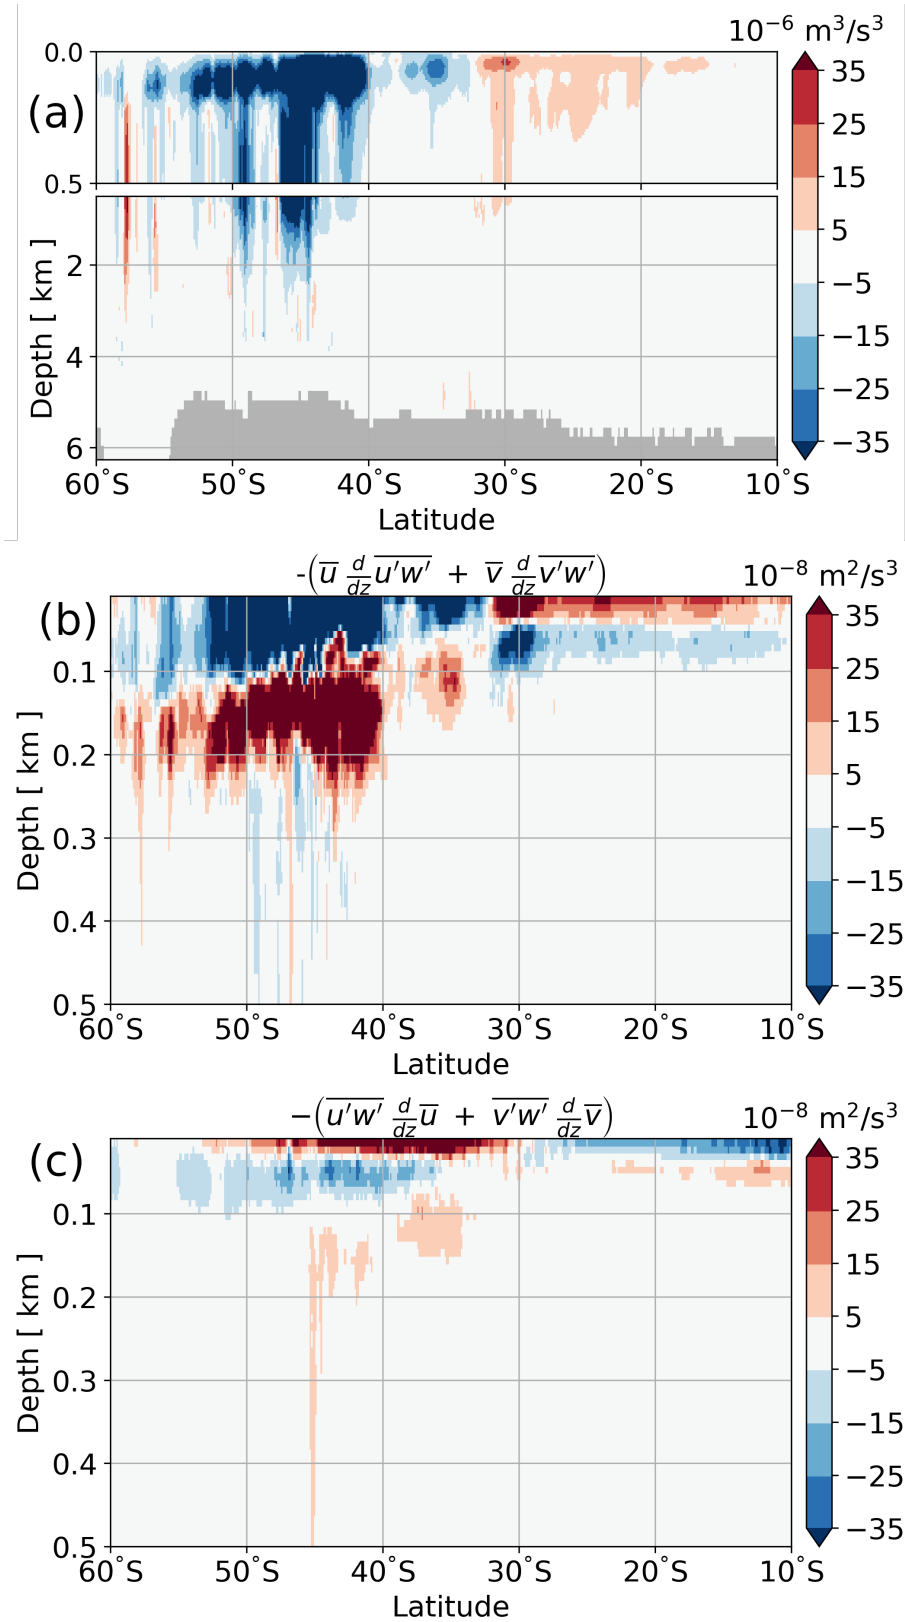 10⁻⁶ m³/s³
(a)
0.0
0.5
2
4
6
Depth [ km ]
60°S 50°S 40°S 30°S 20°S 10°S
Latitude
35
25
15
5
−5
−15
−25
−35
-(u̅ d/dz u′w′ + v̅ d/dz v′w′)
10⁻⁸ m²/s³
(b)
0.1
0.2
0.3
0.4
0.5
Depth [ km ]
60°S 50°S 40°S 30°S 20°S 10°S
Latitude
35
25
15
5
−5
−15
−25
−35
−(u′w′ d/dz u̅ + v′w′ d/dz v̅)
10⁻⁸ m²/s³
(c)
0.1
0.2
0.3
0.4
0.5
Depth [ km ]
60°S 50°S 40°S 30°S 20°S 10°S
Latitude
35
25
15
5
−5
−15
−25
−35